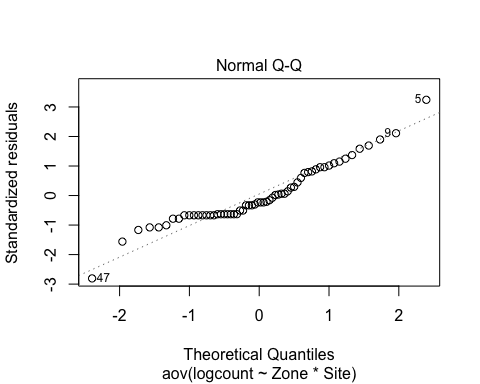 Normal Q-Q
Standardized residuals
3
2
1
0
-1
-2
-3
5
9
47
-2 -1 0 1 2
Theoretical Quantiles
aov(logcount ~ Zone * Site)